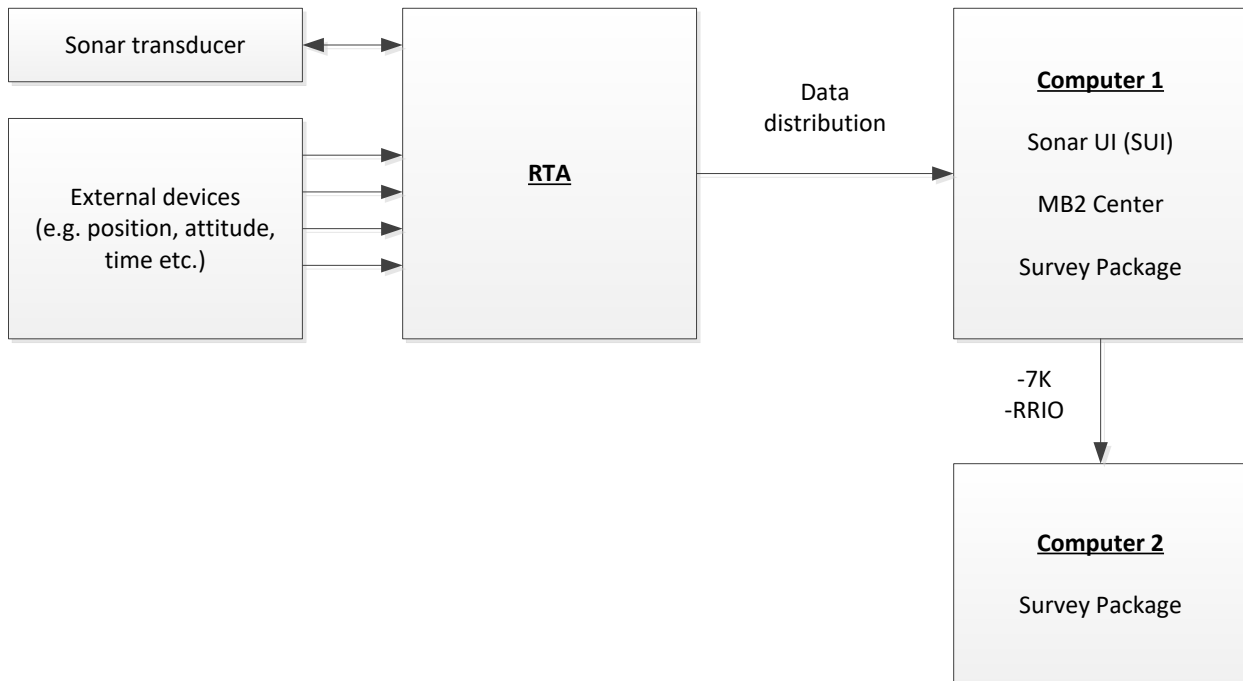 Sonar transducer
External devices
(e.g. position, attitude,
time etc.)
RTA
Data
distribution
Computer 1
Sonar UI (SUI)
MB2 Center
Survey Package
-7K
-RRIO
Computer 2
Survey Package